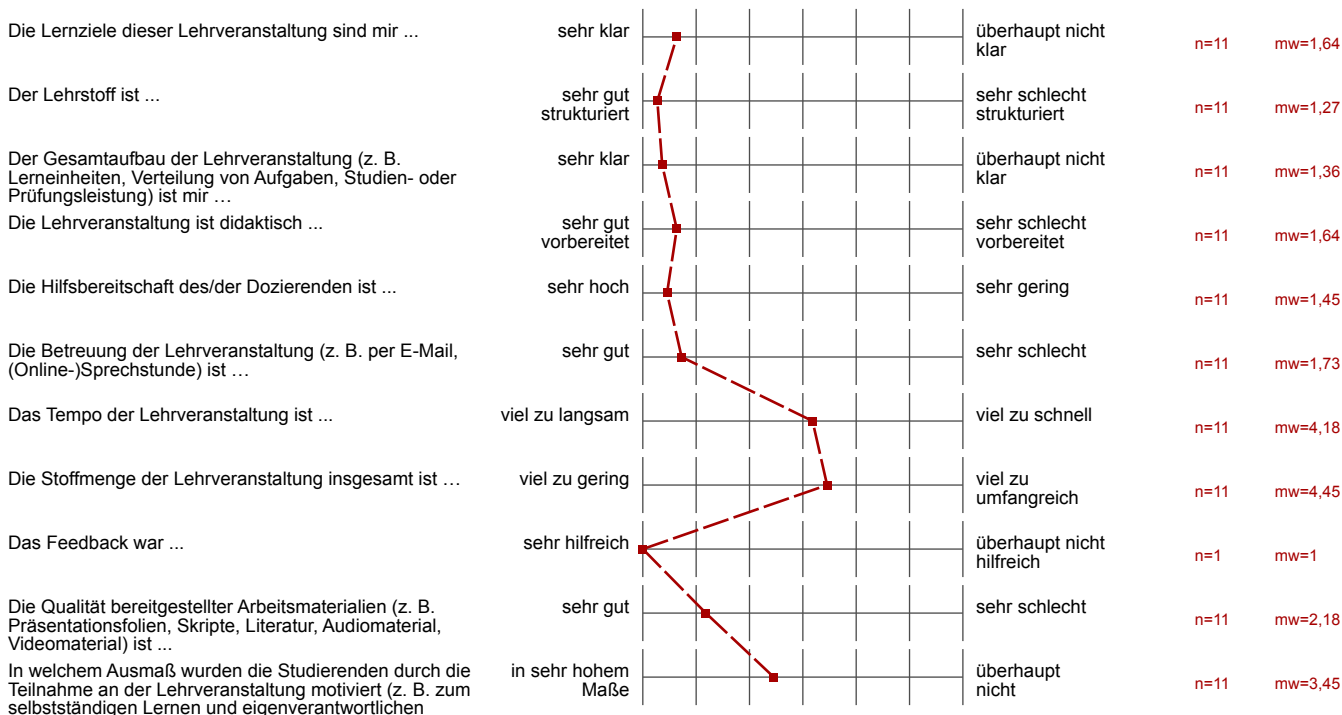 Die Lernziele dieser Lehrveranstaltung sind mir ...
sehr klar
überhaupt nicht
klar
n=11
mw=1,64
Der Lehrstoff ist ...
sehr gut
strukturiert
sehr schlecht
strukturiert
n=11
mw=1,27
Der Gesamtaufbau der Lehrveranstaltung (z. B.
Lerneinheiten, Verteilung von Aufgaben, Studien- oder
Prüfungsleistung) ist mir …
sehr klar
überhaupt nicht
klar
n=11
mw=1,36
Die Lehrveranstaltung ist didaktisch ...
sehr gut
vorbereitet
sehr schlecht
vorbereitet
n=11
mw=1,64
Die Hilfsbereitschaft des/der Dozierenden ist ...
sehr hoch
sehr gering
n=11
mw=1,45
Die Betreuung der Lehrveranstaltung (z. B. per E-Mail,
(Online-)Sprechstunde) ist …
sehr gut
sehr schlecht
n=11
mw=1,73
Das Tempo der Lehrveranstaltung ist ...
viel zu langsam
viel zu schnell
n=11
mw=4,18
Die Stoffmenge der Lehrveranstaltung insgesamt ist …
viel zu gering
viel zu
umfangreich
n=11
mw=4,45
Das Feedback war ...
sehr hilfreich
überhaupt nicht
hilfreich
n=1
mw=1
Die Qualität bereitgestellter Arbeitsmaterialien (z. B.
Präsentationsfolien, Skripte, Literatur, Audiomaterial,
Videomaterial) ist ...
sehr gut
sehr schlecht
n=11
mw=2,18
In welchem Ausmaß wurden die Studierenden durch die
Teilnahme an der Lehrveranstaltung motiviert (z. B. zum
selbstständigen Lernen und eigenverantwortlichen
in sehr hohem
Maße
überhaupt
nicht
n=11
mw=3,45